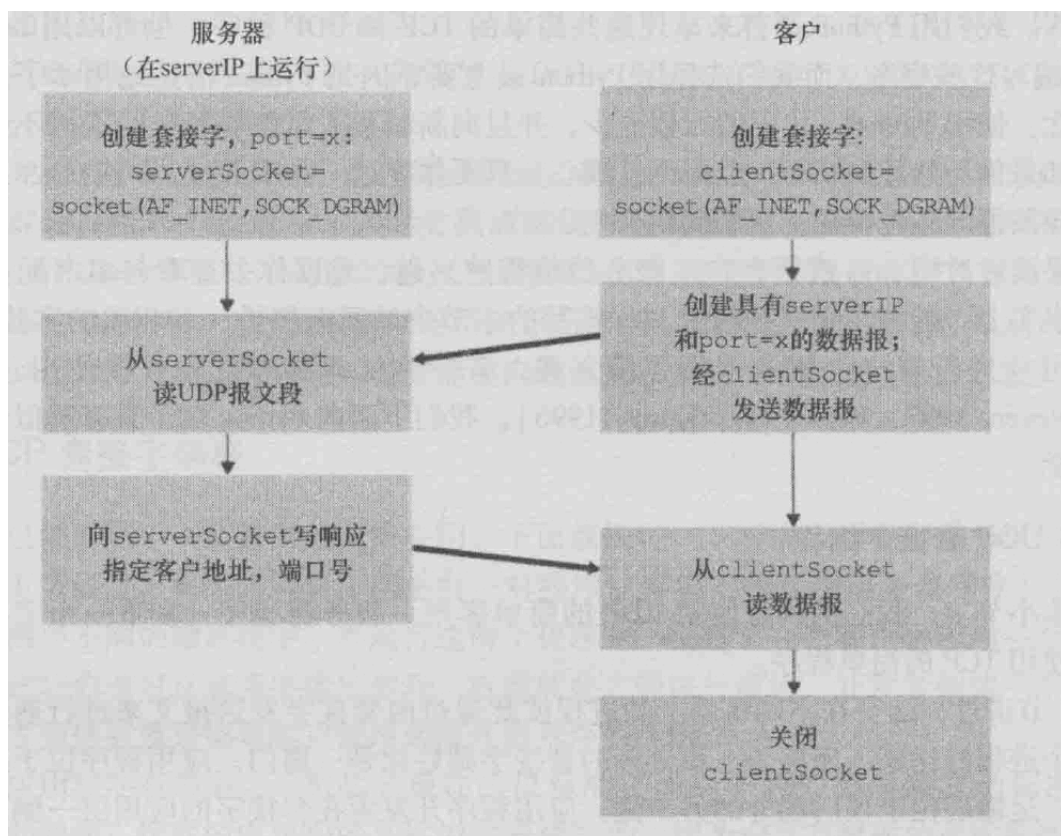 服务器
（在serverIP上运行）
创建套接字，port=x:
serverSocket=
socket(AF_INET,SOCK_DGRAM)
从serverSocket
读UDP报文段
向serverSocket写响应
指定客户地址，端口号
客户
创建套接字:
clientSocket=
socket(AF_INET,SOCK_DGRAM)
创建具有serverIP
和port=x的数据报；
经clientSocket
发送数据报
从clientSocket
读数据报
关闭
clientSocket